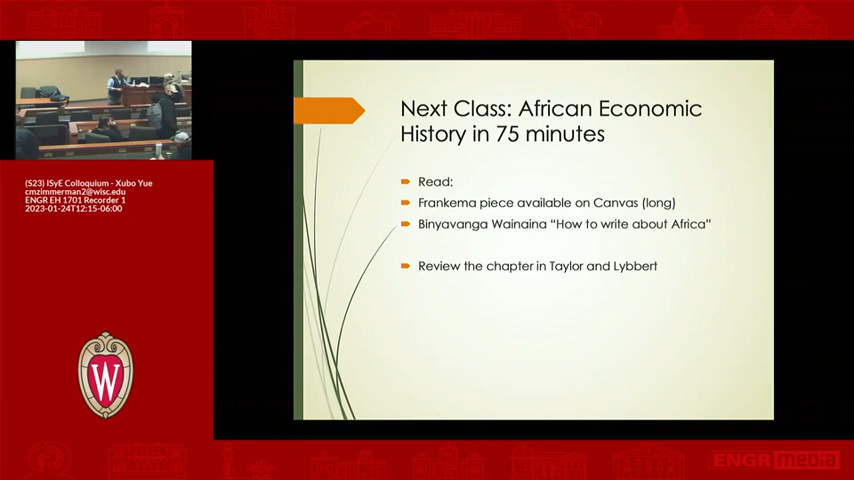 (S23) ISyE Colloquium - Xubo Yue
cmzimmerman2@wisc.edu
ENGR EH 1701 Recorder 1
2023-01-24T12:15-06:00
W
Next Class: African Economic
History in 75 minutes
Read:
Frankema piece available on Canvas (long)
Binyavanga Wainaina “How to write about Africa”
Review the chapter in Taylor and Lybbert
ENGR media